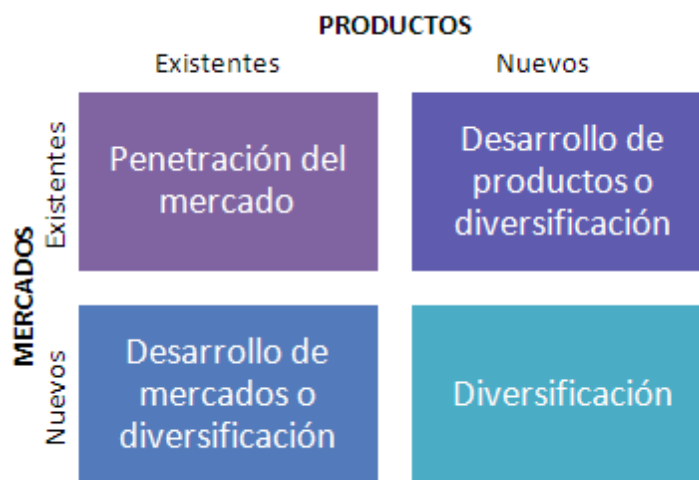 PRODUCTOS
Existentes
Nuevos
MERCADOS
Existentes
Penetración del
mercado
Desarrollo de
productos o
diversificación
Nuevos
Desarrollo de
mercados o
diversificación
Diversificación